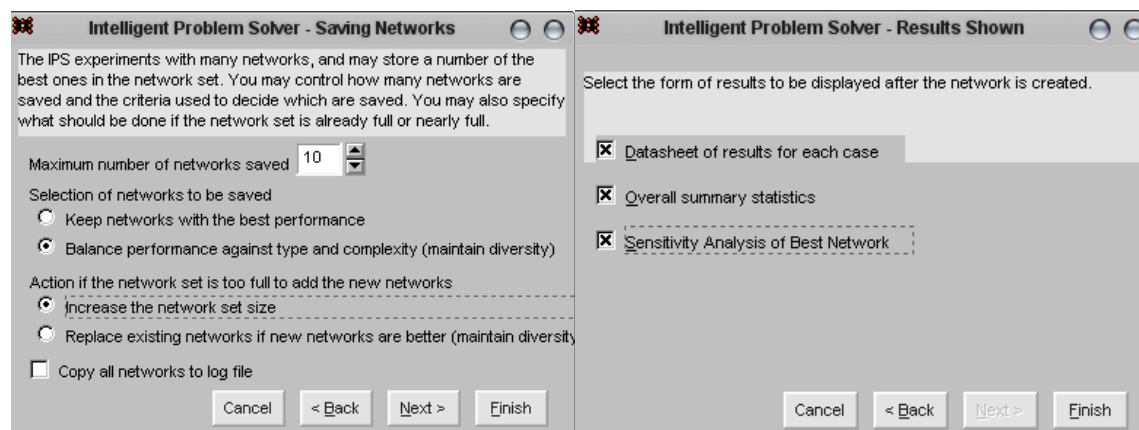 Intelligent Problem Solver - Saving Networks
The IPS experiments with many networks, and may store a number of the
best ones in the network set. You may control how many networks are
saved and the criteria used to decide which are saved. You may also specify
what should be done if the network set is already full or nearly full.
Maximum number of networks saved 10
Selection of networks to be saved
Keep networks with the best performance
Balance performance against type and complexity (maintain diversity)
Action if the network set is too full to add the new networks
Increase the network set size
Replace existing networks if new networks are better (maintain diversity
Copy all networks to log file
Cancel < Back Next > Finish
Intelligent Problem Solver - Results Shown
Select the form of results to be displayed after the network is created.
Datasheet of results for each case
Overall summary statistics
Sensitivity Analysis of Best Network
Cancel < Back Next > Finish